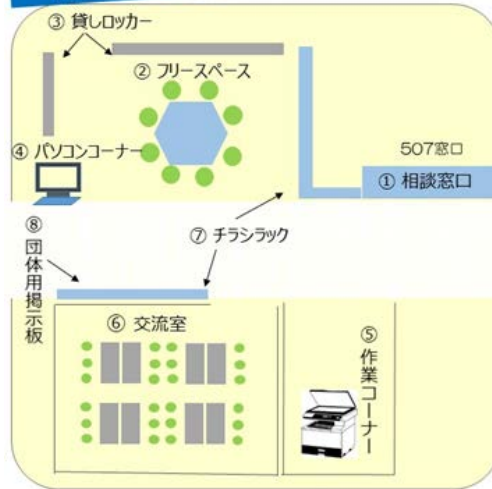 ③ 貸しロッカー
② フリースペース
④ パソコンコーナー
507窓口
① 相談窓口
⑧ 団体用掲示板
⑦ チラシラック
⑥ 交流室
⑤ 作業コーナー